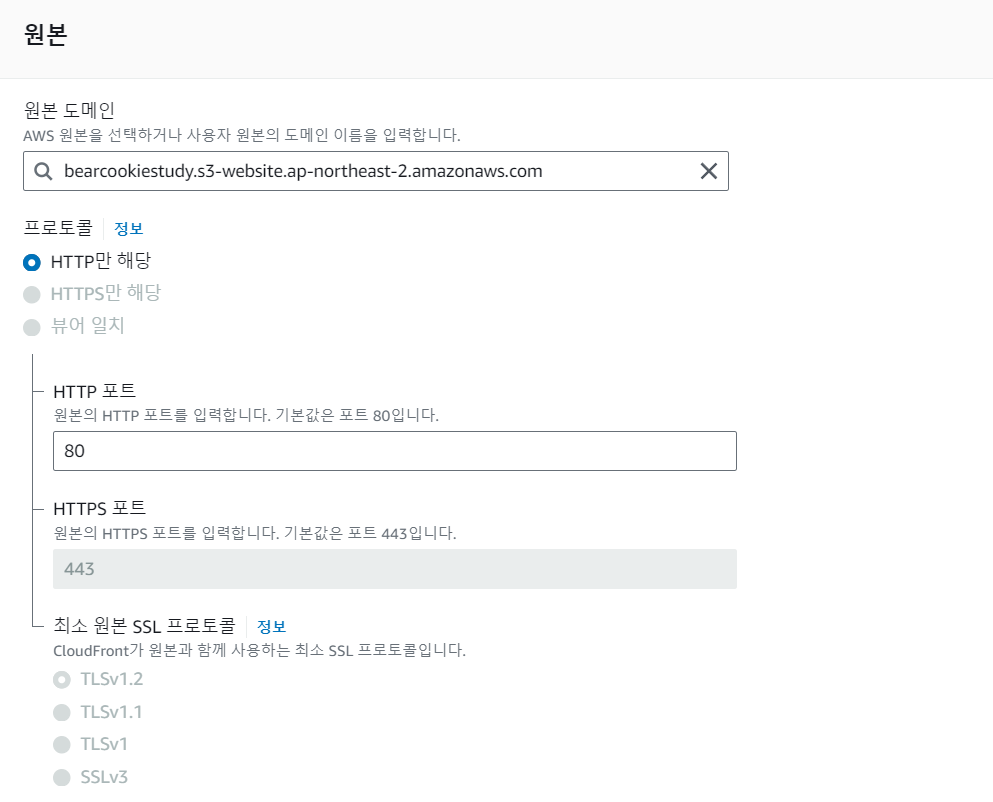 원본
원본 도메인
AWS 원본을 선택하거나 사용자 원본의 도메인 이름을 입력합니다.
bearcookiestudy.s3-website.ap-northeast-2.amazonaws.com
프로토콜 정보
HTTP만 해당
HTTPS만 해당
뷰어 일치
HTTP 포트
원본의 HTTP 포트를 입력합니다. 기본값은 포트 80입니다.
80
HTTPS 포트
원본의 HTTPS 포트를 입력합니다. 기본값은 포트 443입니다.
443
최소 원본 SSL 프로토콜 정보
CloudFront가 원본과 함께 사용하는 최소 SSL 프로토콜입니다.
TLSv1.2
TLSv1.1
TLSv1
SSLv3